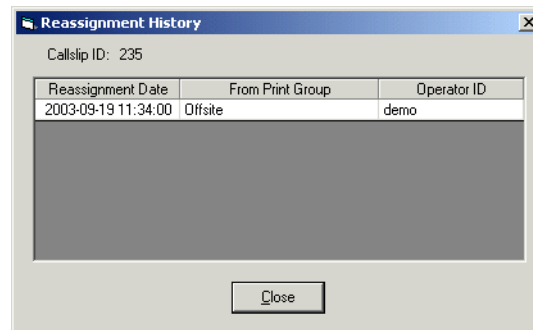 Reassignment History
Callslip ID: 235
Reassignment Date From Print Group Operator ID
2003-09-19 11:34:00 Offsite demo
Close